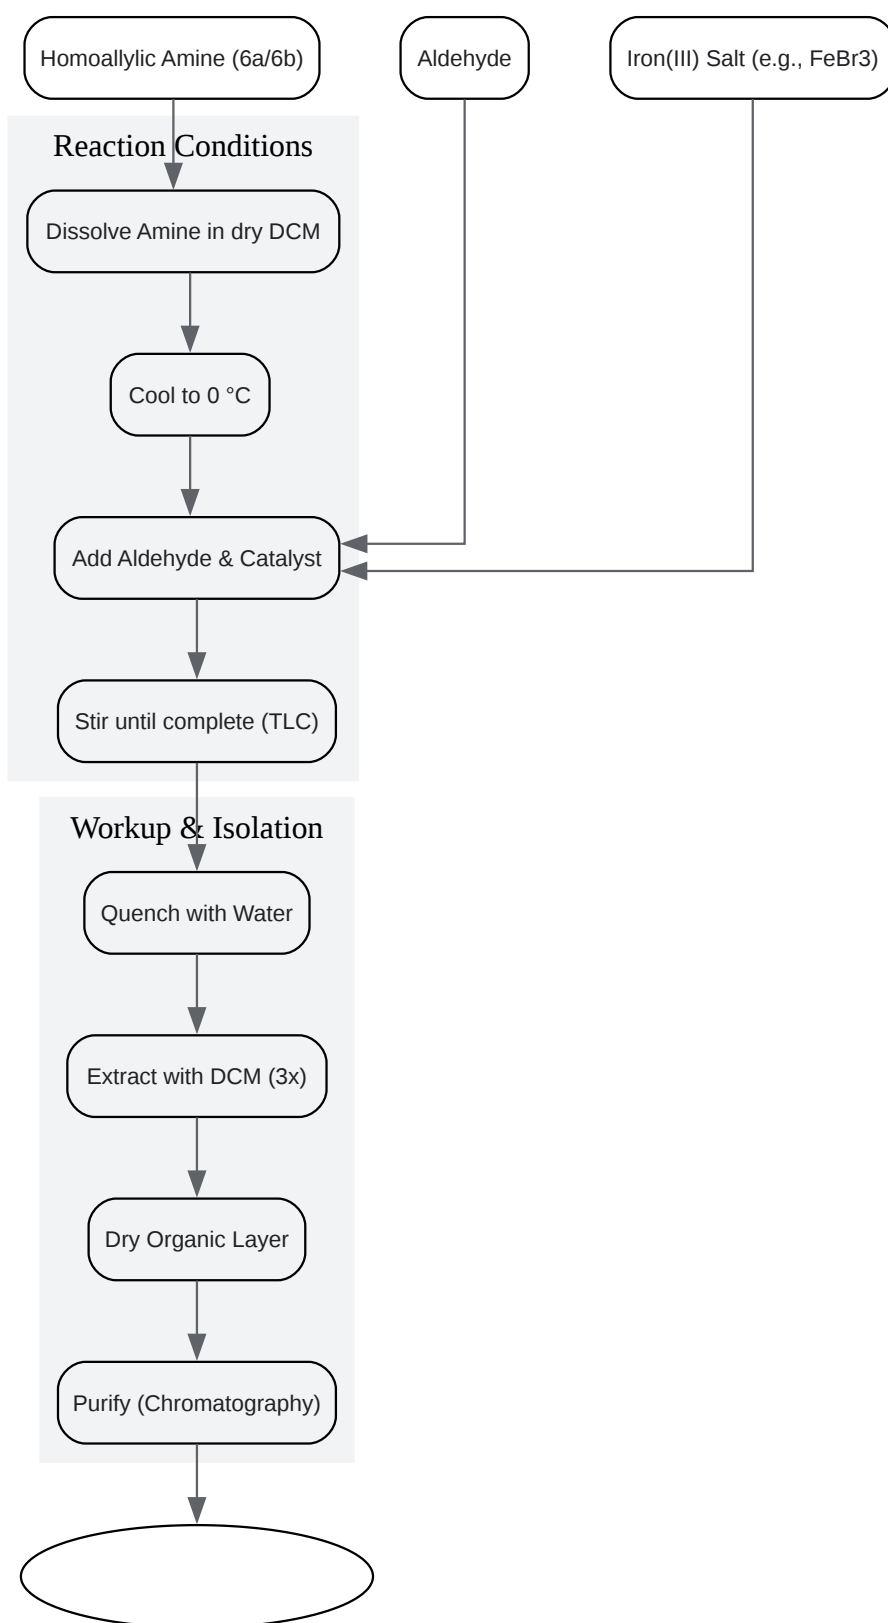 Homoallylic Amine (6a/6b)
Aldehyde
Iron(III) Salt (e.g., FeBr3)
Reaction Conditions
Dissolve Amine in dry DCM
Cool to 0 °C
Add Aldehyde & Catalyst
Stir until complete (TLC)
Workup & Isolation
Quench with Water
Extract with DCM (3x)
Dry Organic Layer
Purify (Chromatography)